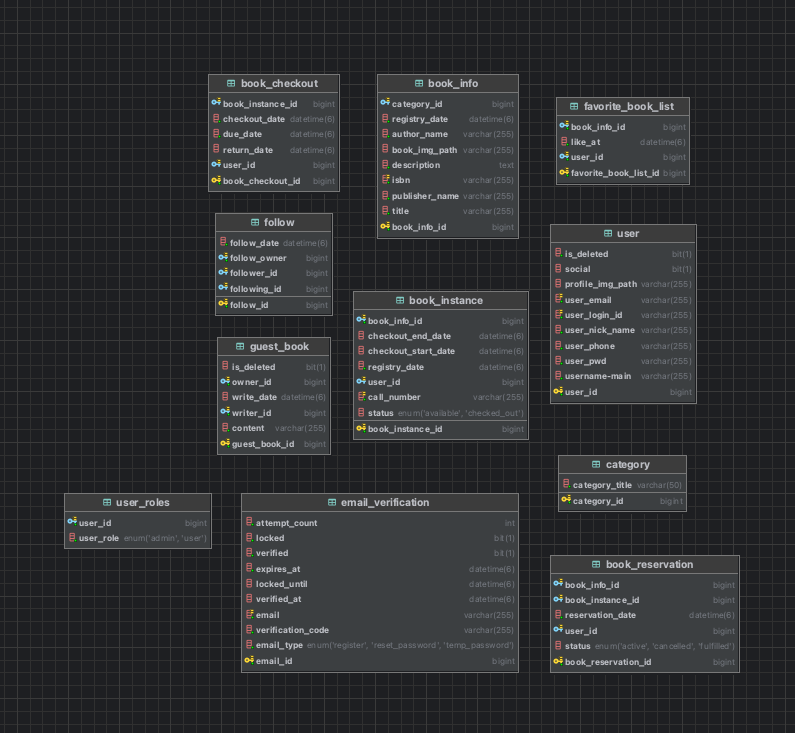 book_checkout
book_instance_id bigint
checkout_date datetime(6)
due_date datetime(6)
return_date datetime(6)
user_id bigint
book_checkout_id bigint
book_info
category_id bigint
registry_date datetime(6)
author_name varchar(255)
book_img_path varchar(255)
description text
isbn varchar(255)
publisher_name varchar(255)
title varchar(255)
book_info_id bigint
favorite_book_list
book_info_id bigint
like_at datetime(6)
user_id bigint
favorite_book_list_id bigint
follow
follow_date datetime(6)
follow_owner bigint
follower_id bigint
following_id bigint
follow_id bigint
user
is_deleted bit(1)
social bit(1)
profile_img_path varchar(255)
user_email varchar(255)
user_login_id varchar(255)
user_nick_name varchar(255)
user_phone varchar(255)
user_pwd varchar(255)
username-main varchar(255)
user_id bigint
book_instance
book_info_id bigint
checkout_end_date datetime(6)
checkout_start_date datetime(6)
registry_date datetime(6)
user_id bigint
call_number varchar(255)
status enum('available', 'checked_out')
book_instance_id bigint
guest_book
is_deleted bit(1)
owner_id bigint
write_date datetime(6)
writer_id bigint
content varchar(255)
guest_book_id bigint
category
category_title varchar(50)
category_id bigint
user_roles
user_id bigint
user_role enum('admin', 'user')
email_verification
attempt_count int
locked bit(1)
verified bit(1)
expires_at datetime(6)
locked_until datetime(6)
verified_at datetime(6)
email varchar(255)
verification_code varchar(255)
email_type enum('register', 'reset_password', 'temp_password')
email_id bigint
book_reservation
book_info_id bigint
book_instance_id bigint
reservation_date datetime(6)
user_id bigint
status enum('active', 'cancelled', 'fulfilled')
book_reservation_id bigint